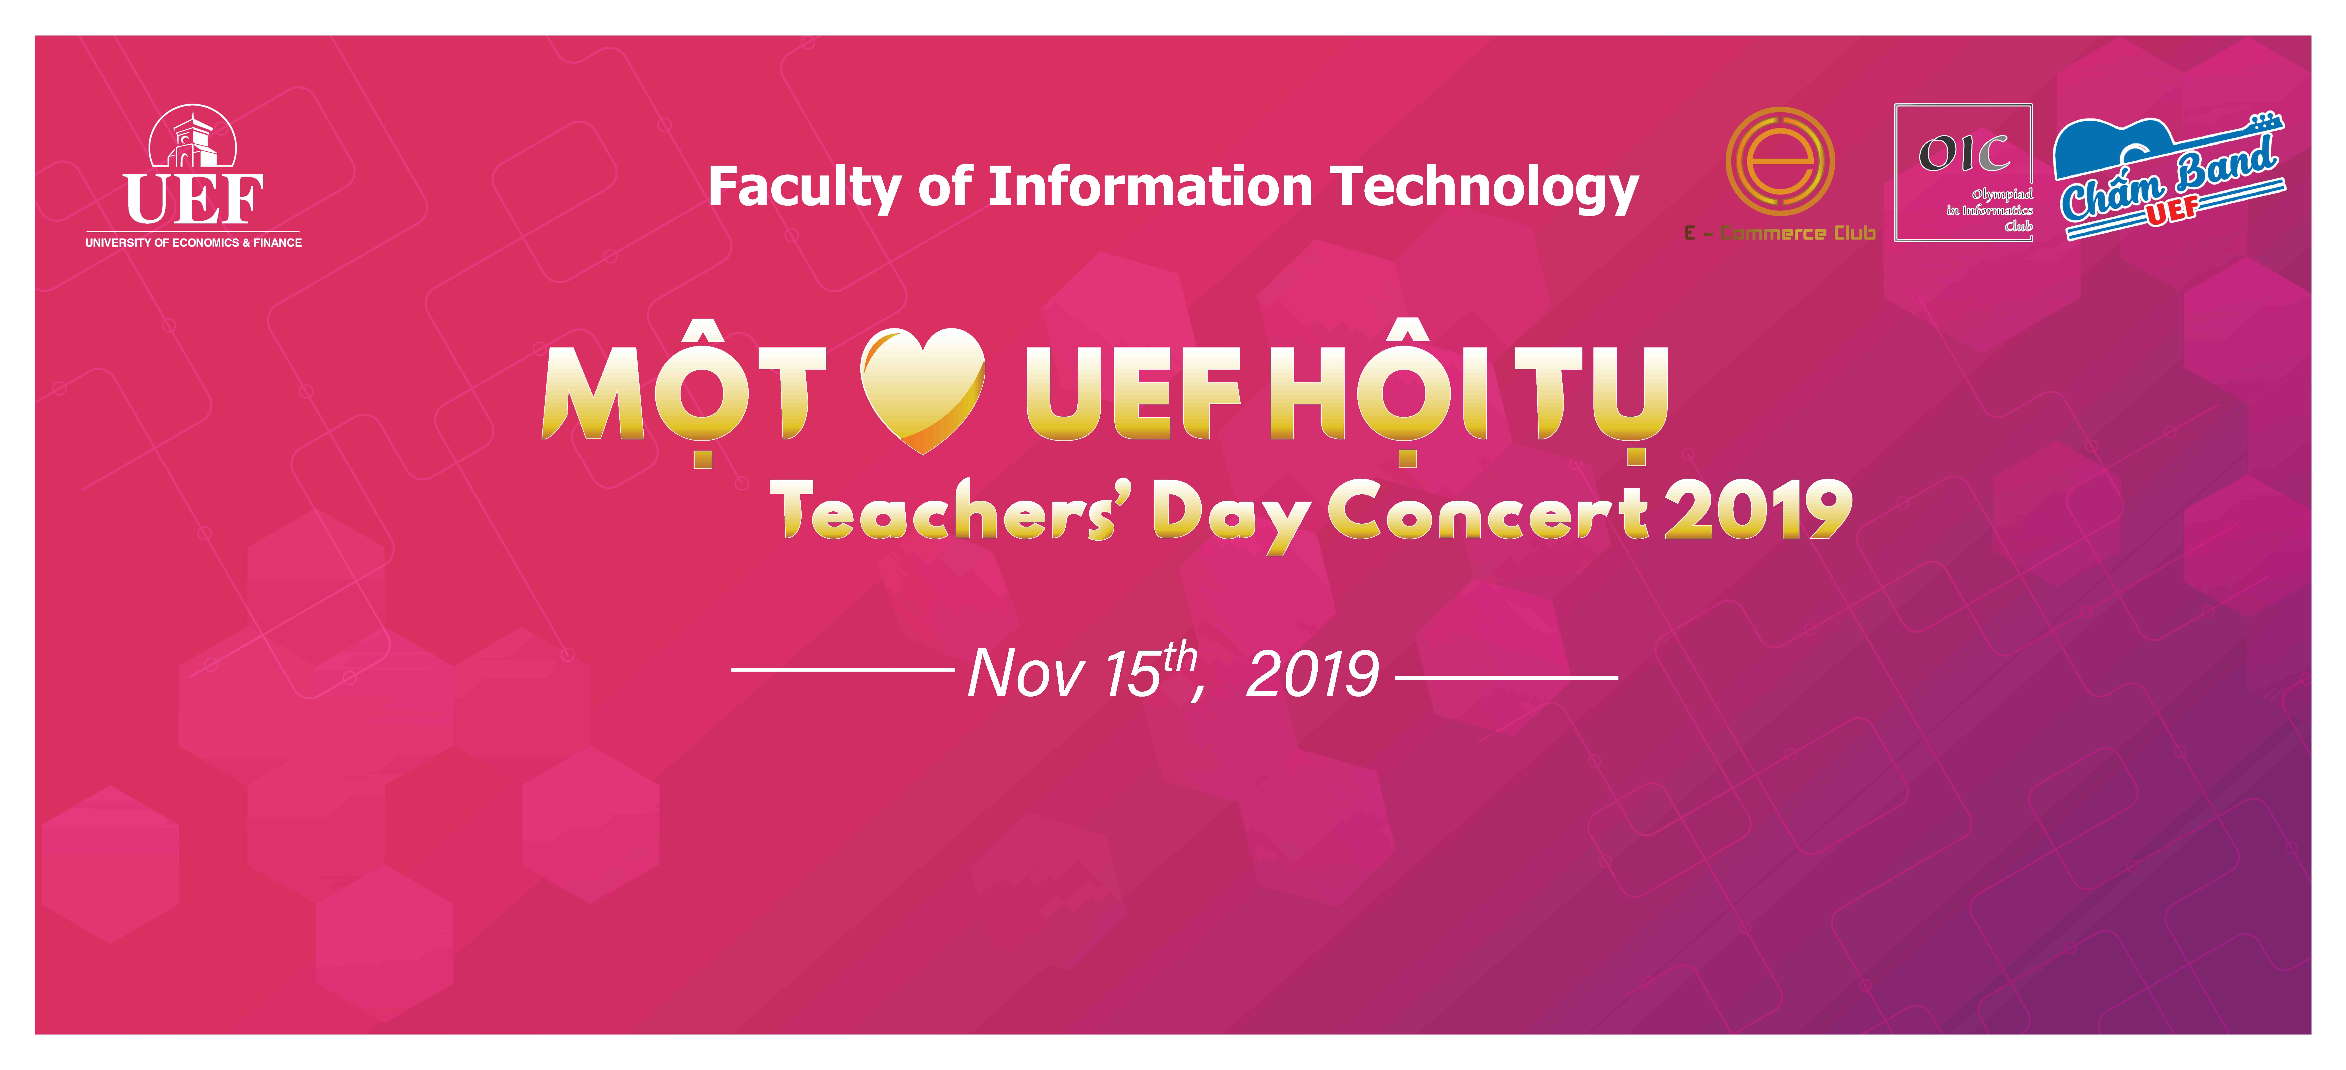 UEF
UNIVERSITY OF ECONOMICS & FINANCE
Faculty of Information Technology
e
E - Commerce Club
OIC
Olympiad
in Informatics
Club
Chấm Band
UEF
MỘT UEF HỘI TỤ
Teachers' Day Concert 2019
Nov 15th, 2019